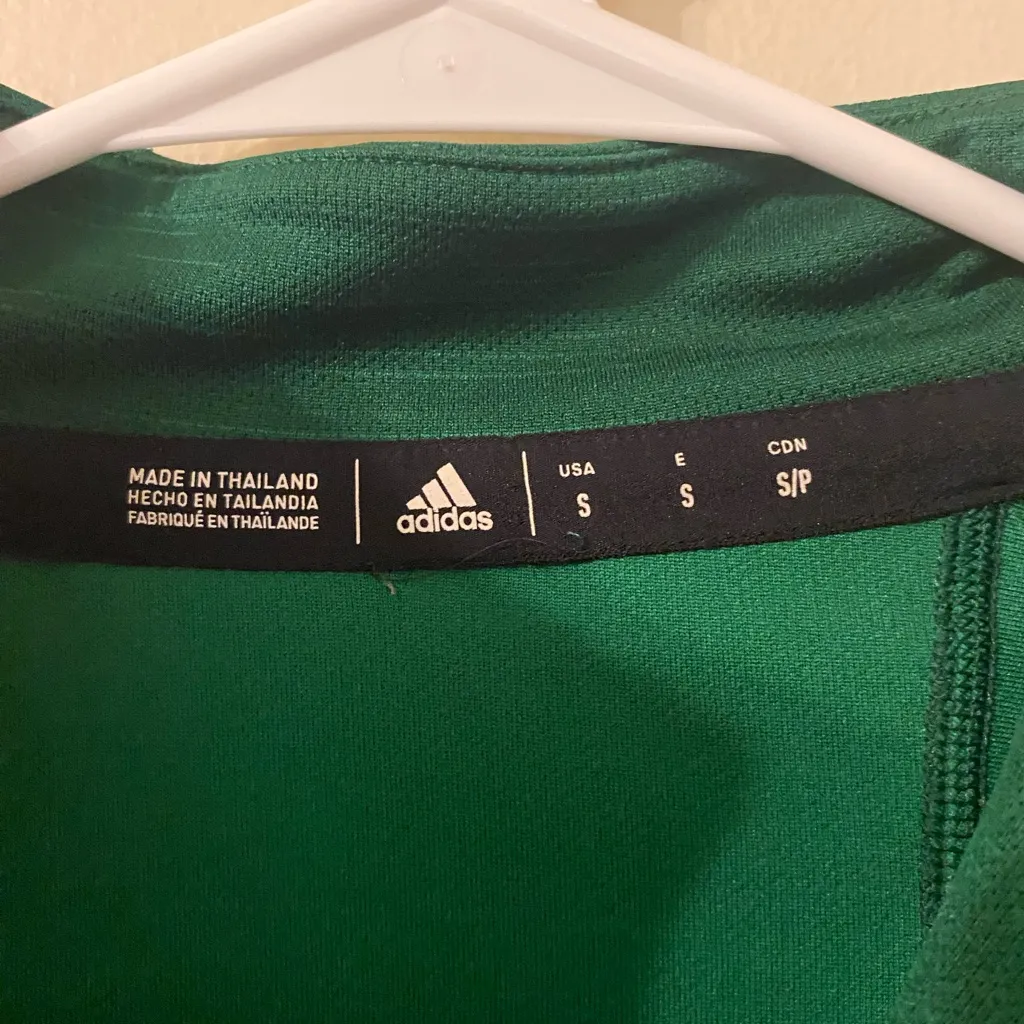 MADE IN THAILAND
HECHO EN TAILANDIA
FABRIQUÉ EN THAÏLANDE
adidas
USA E CDN
S S S/P